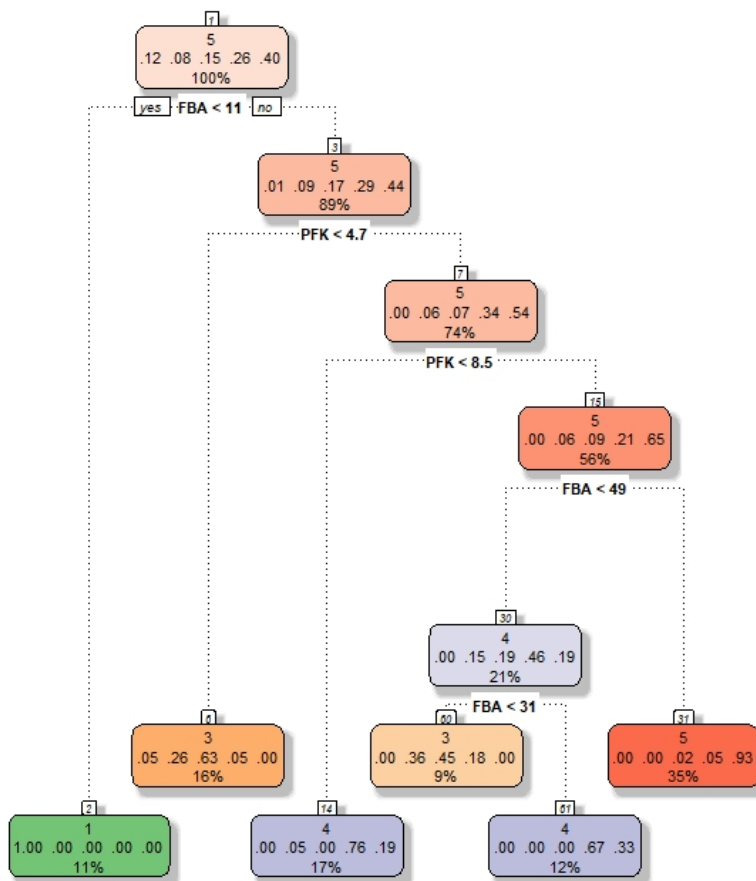 1
5
.12 .08 .15 .26 .40
100%
yes FBA < 11 no
3
5
.01 .09 .17 .29 .44
89%
PFK < 4.7
7
5
.00 .06 .07 .34 .54
74%
PFK < 8.5
15
5
.00 .06 .09 .21 .65
56%
FBA < 49
30
4
.00 .15 .19 .46 .19
21%
FBA < 31
6
3
.05 .26 .63 .05 .00
16%
60
3
.00 .36 .45 .18 .00
9%
31
5
.00 .00 .02 .05 .93
35%
2
1
1.00 .00 .00 .00 .00
11%
14
4
.00 .05 .00 .76 .19
17%
61
4
.00 .00 .00 .67 .33
12%